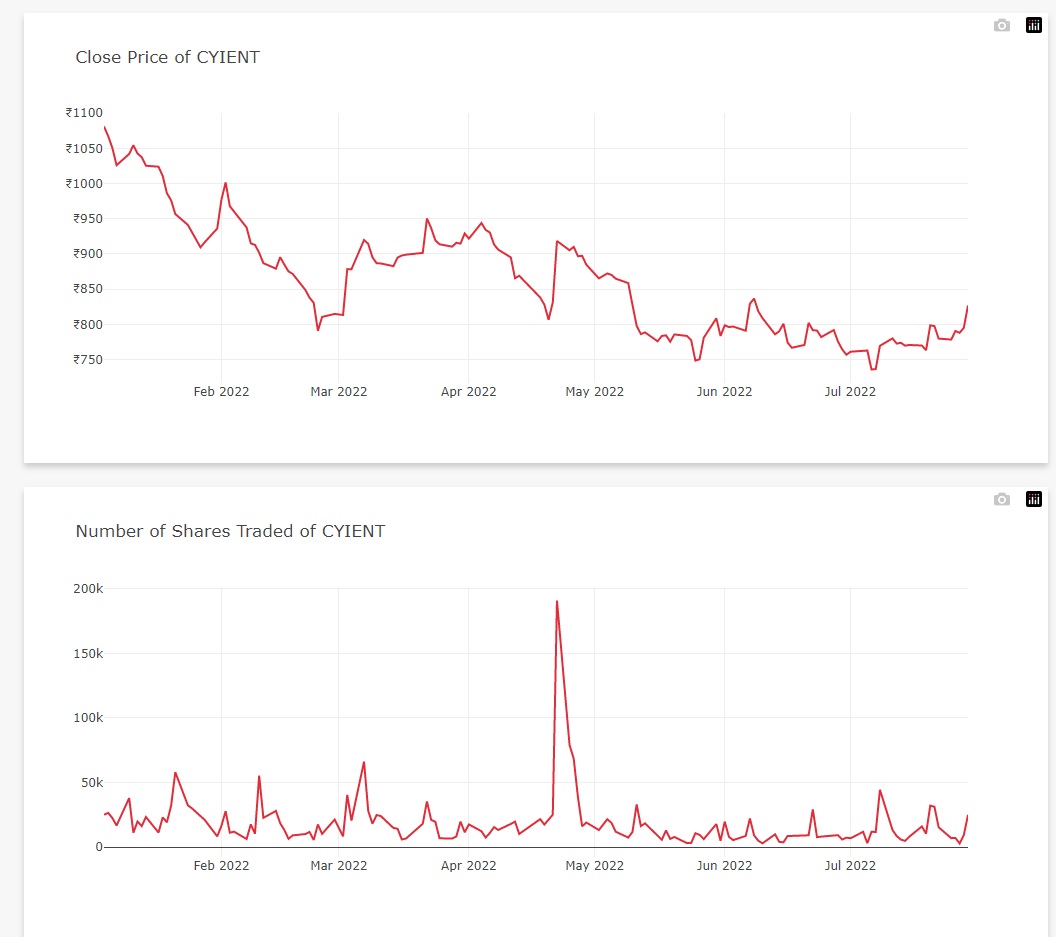 Close Price of CYIENT
₹1100
₹1050
₹1000
₹950
₹900
₹850
₹800
₹750
Feb 2022 Mar 2022 Apr 2022 May 2022 Jun 2022 Jul 2022
Number of Shares Traded of CYIENT
200k
150k
100k
50k
0
Feb 2022 Mar 2022 Apr 2022 May 2022 Jun 2022 Jul 2022